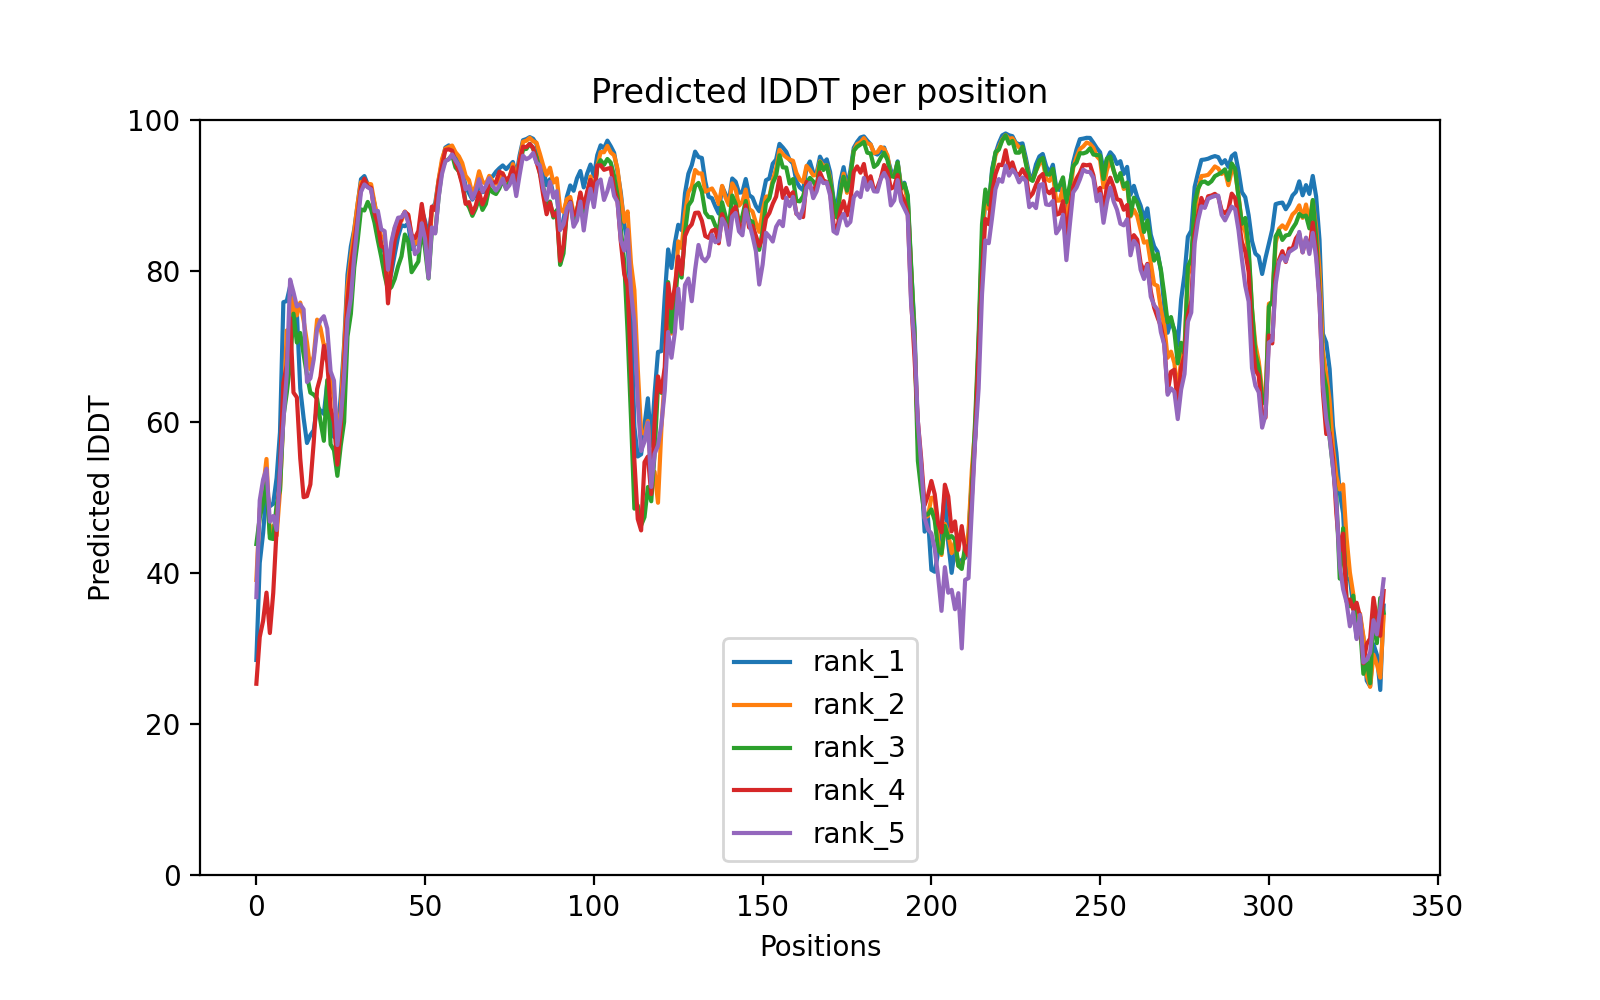 Predicted lDDT per position
100
80
60
40
20
0
Predicted lDDT
rank_1
rank_2
rank_3
rank_4
rank_5
0 50 100 150 200 250 300 350
Positions